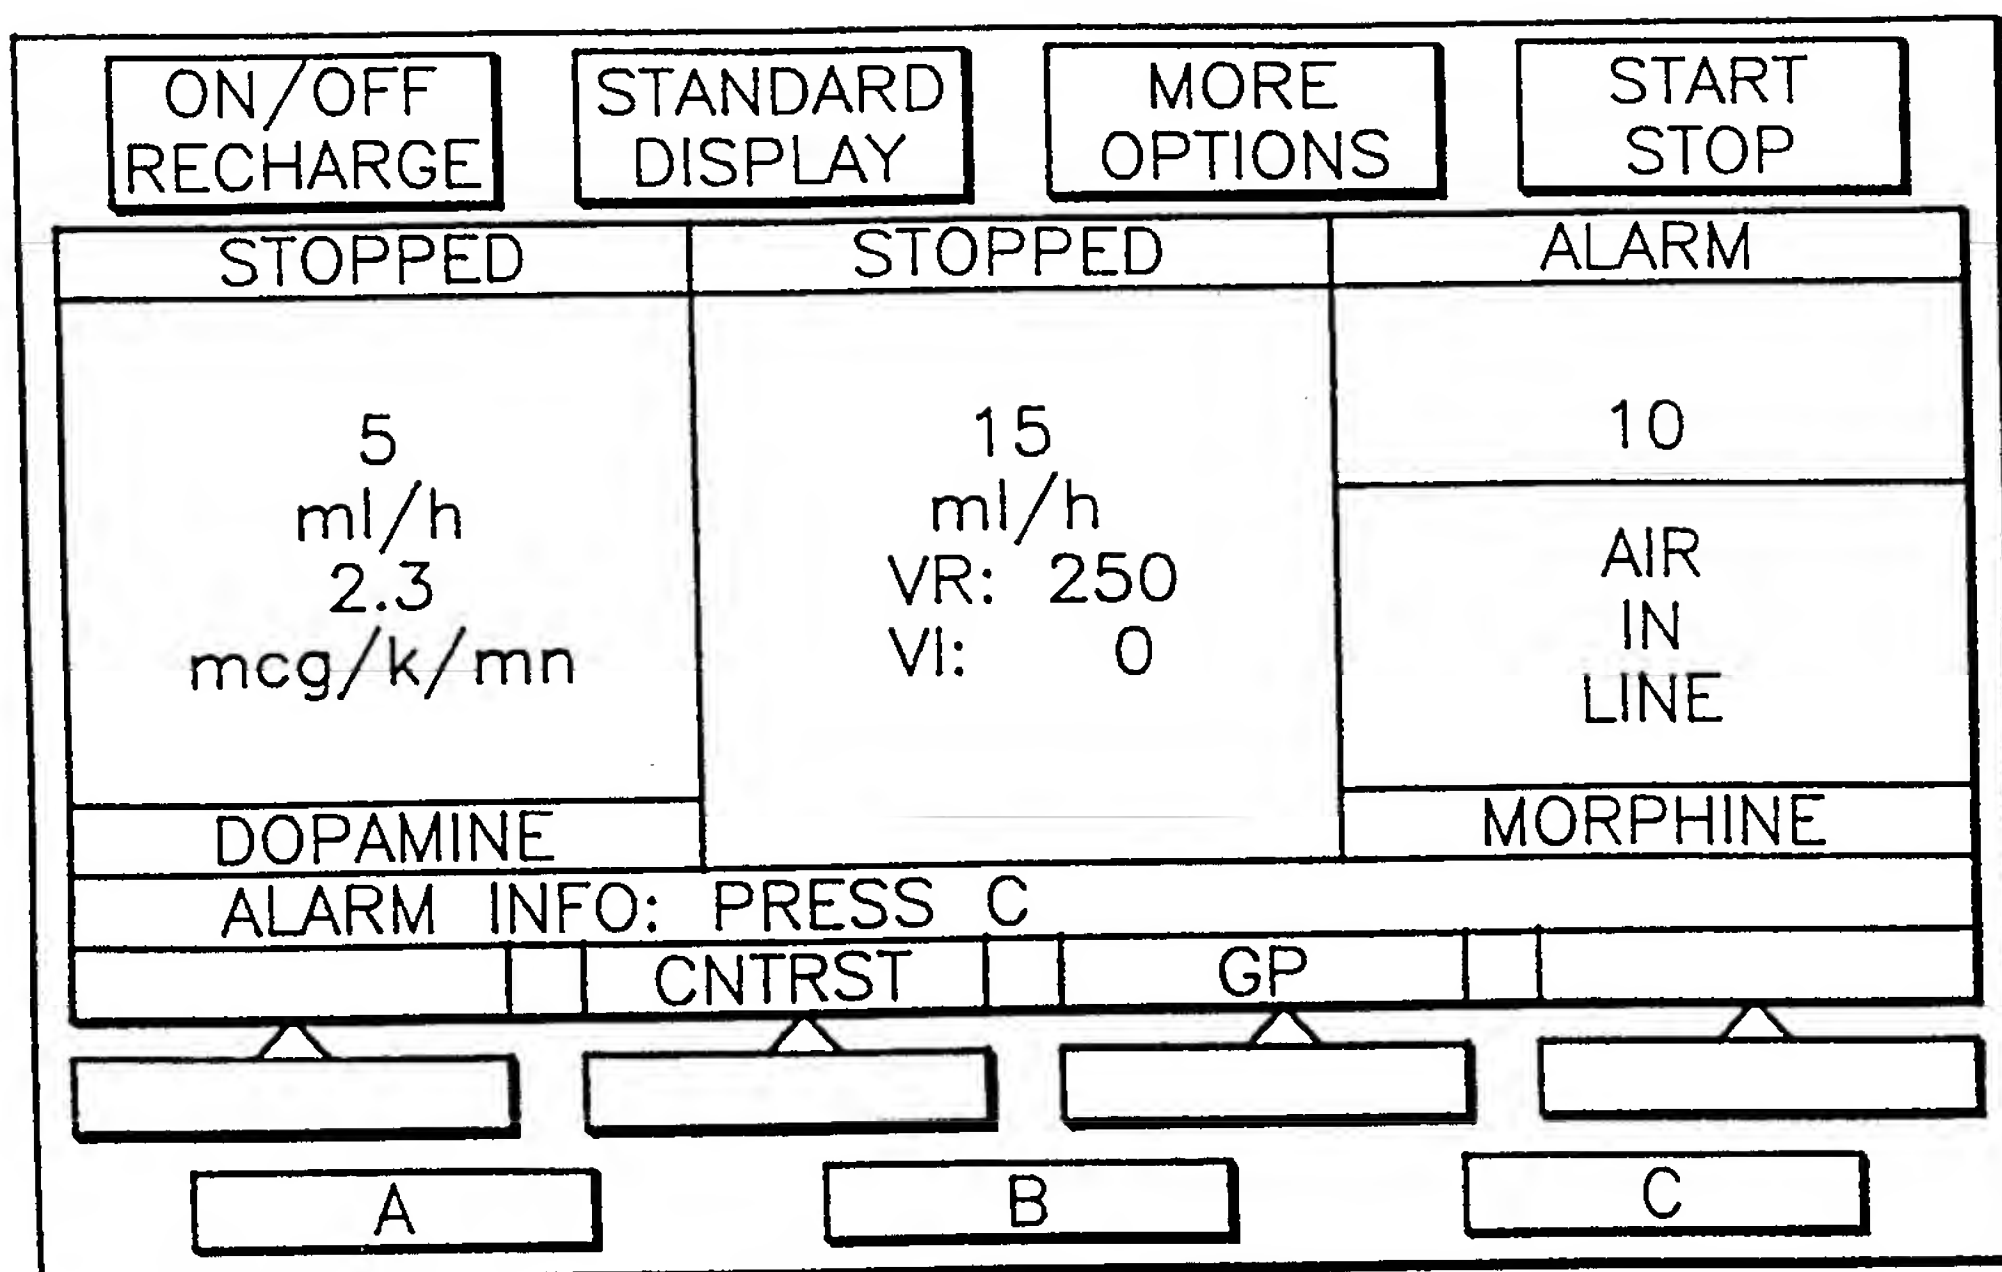 ON/OFF
RECHARGE
STANDARD
DISPLAY
MORE
OPTIONS
START
STOP
STOPPED
STOPPED
ALARM
5
ml/h
2.3
mcg/k/mn
DOPAMINE
15
ml/h
VR: 250
VI: 0
10
AIR
IN
LINE
MORPHINE
ALARM INFO: PRESS C
CNTRST
GP
A
B
C